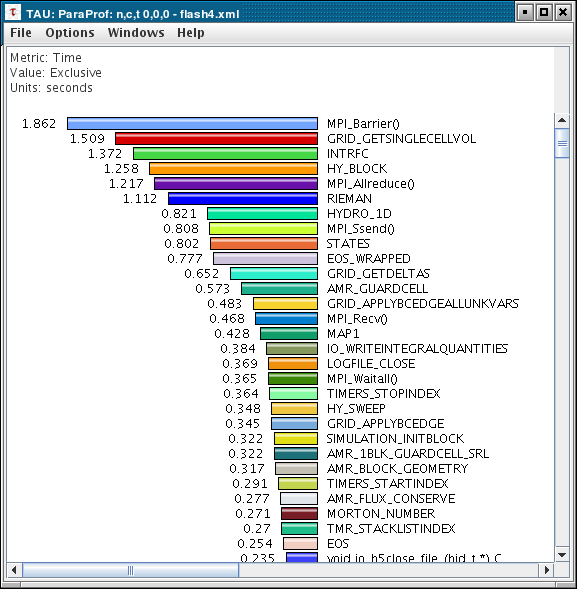 TAU: ParaProf: n,c,t 0,0,0 - flash4.xml
File Options Windows Help
Metric: Time
Value: Exclusive
Units: seconds
1.862 MPI_Barrier()
1.509 GRID_GETSINGLECELLVOL
1.372 INTRFC
1.258 HY_BLOCK
1.217 MPI_Allreduce()
1.112 RIEMAN
0.821 HYDRO_1D
0.808 MPI_Ssend()
0.802 STATES
0.777 EOS_WRAPPED
0.652 GRID_GETDELTAS
0.573 AMR_GUARDCELL
0.483 GRID_APPLYBCEDGEALLUNKVARS
0.468 MPI_Recv()
0.428 MAP1
0.384 IO_WRITEINTEGRALQUANTITIES
0.369 LOGFILE_CLOSE
0.365 MPI_Waitall()
0.364 TIMERS_STOPINDEX
0.348 HY_SWEEP
0.345 GRID_APPLYBCEDGE
0.322 SIMULATION_INITBLOCK
0.322 AMR_1BLK_GUARDCELL_SRL
0.317 AMR_BLOCK_GEOMETRY
0.291 TIMERS_STARTINDEX
0.277 AMR_FLUX_CONSERVE
0.271 MORTON_NUMBER
0.27 TMR_STACKLISTINDEX
0.254 EOS
0.235 void io_h5close_file_(hid_t *) C